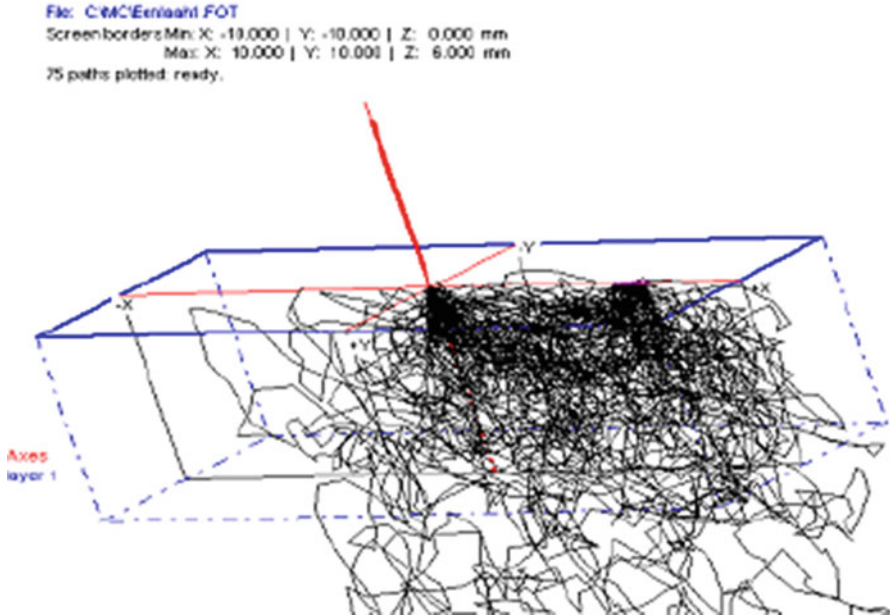 File: C:\MC\Eenlaaht.FOT
Screen borders Min: X: -10.000 | Y: -10.000 | Z: 0.000 mm
Max: X: 10.000 | Y: 10.000 | Z: 6.000 mm
75 paths plotted: ready.
-Y
-X
+X
+Y
Axes
layer 1